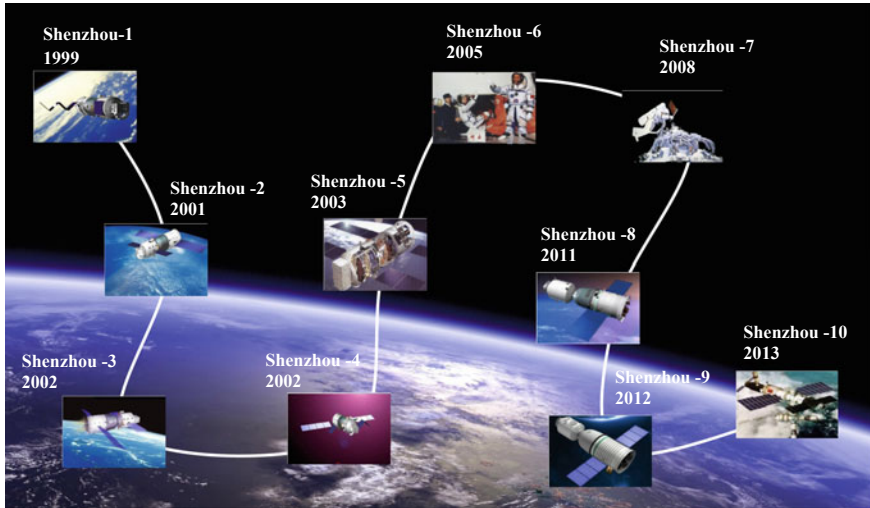 Shenzhou-1
1999
Shenzhou -2
2001
Shenzhou -3
2002
Shenzhou -4
2002
Shenzhou -5
2003
Shenzhou -6
2005
Shenzhou -7
2008
Shenzhou -8
2011
Shenzhou -9
2012
Shenzhou -10
2013